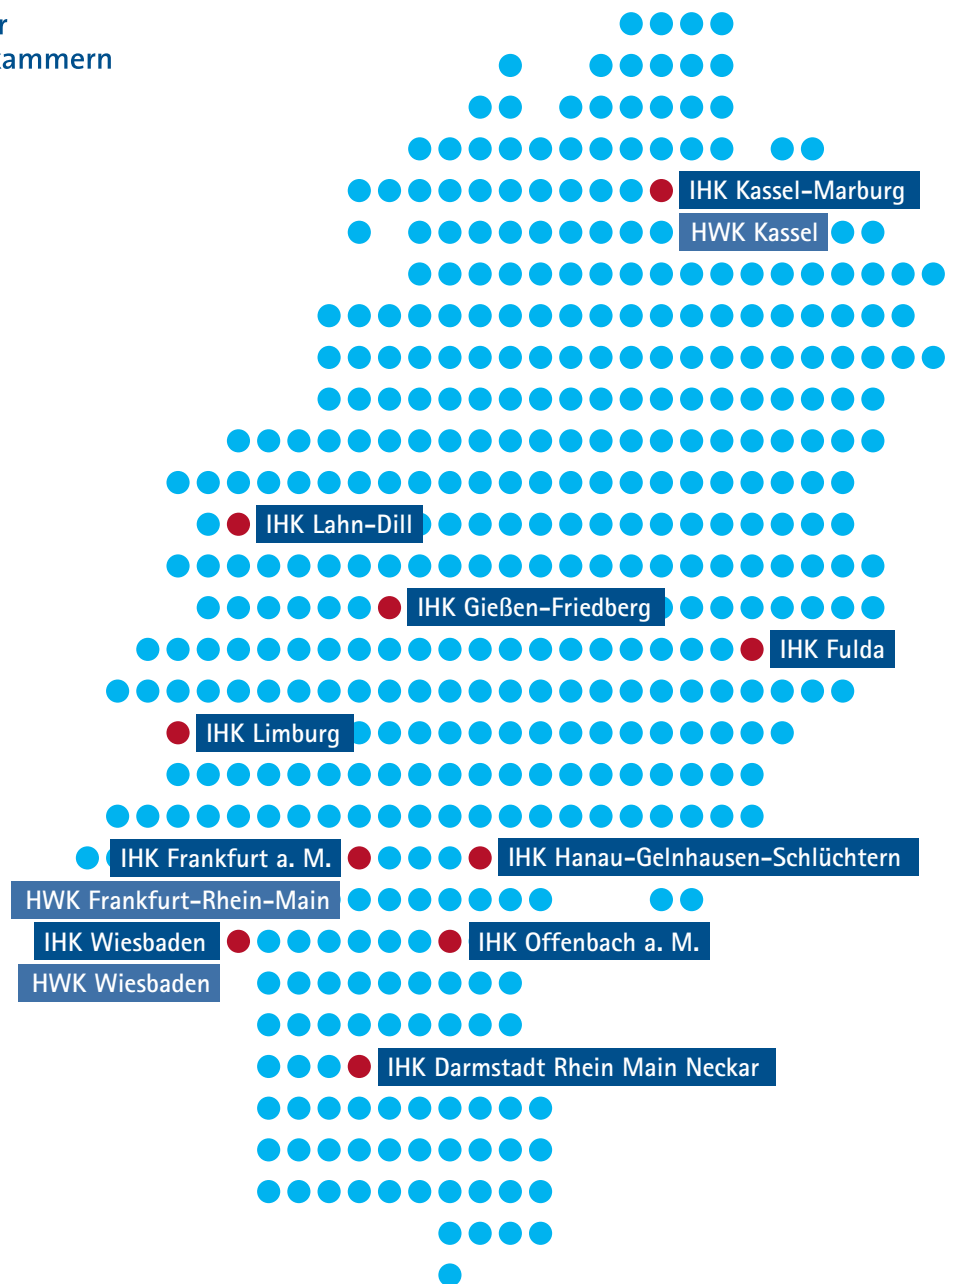 r
kammern
IHK Kassel-Marburg
HWK Kassel
IHK Lahn-Dill
IHK Gießen-Friedberg
IHK Fulda
IHK Limburg
IHK Frankfurt a. M.
IHK Hanau-Gelnhausen-Schlüchtern
HWK Frankfurt-Rhein-Main
IHK Wiesbaden
IHK Offenbach a. M.
HWK Wiesbaden
IHK Darmstadt Rhein Main Neckar